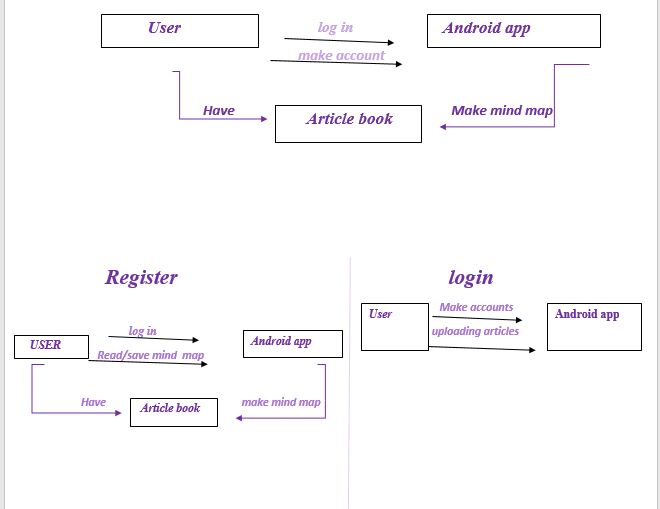 User
log in
Android app
make account
Have
Article book
Make mind map
Register
login
log in
USER
Read/save mind map
Android app
Have
Article book
make mind map
User
Make accounts
Android app
uploading articles